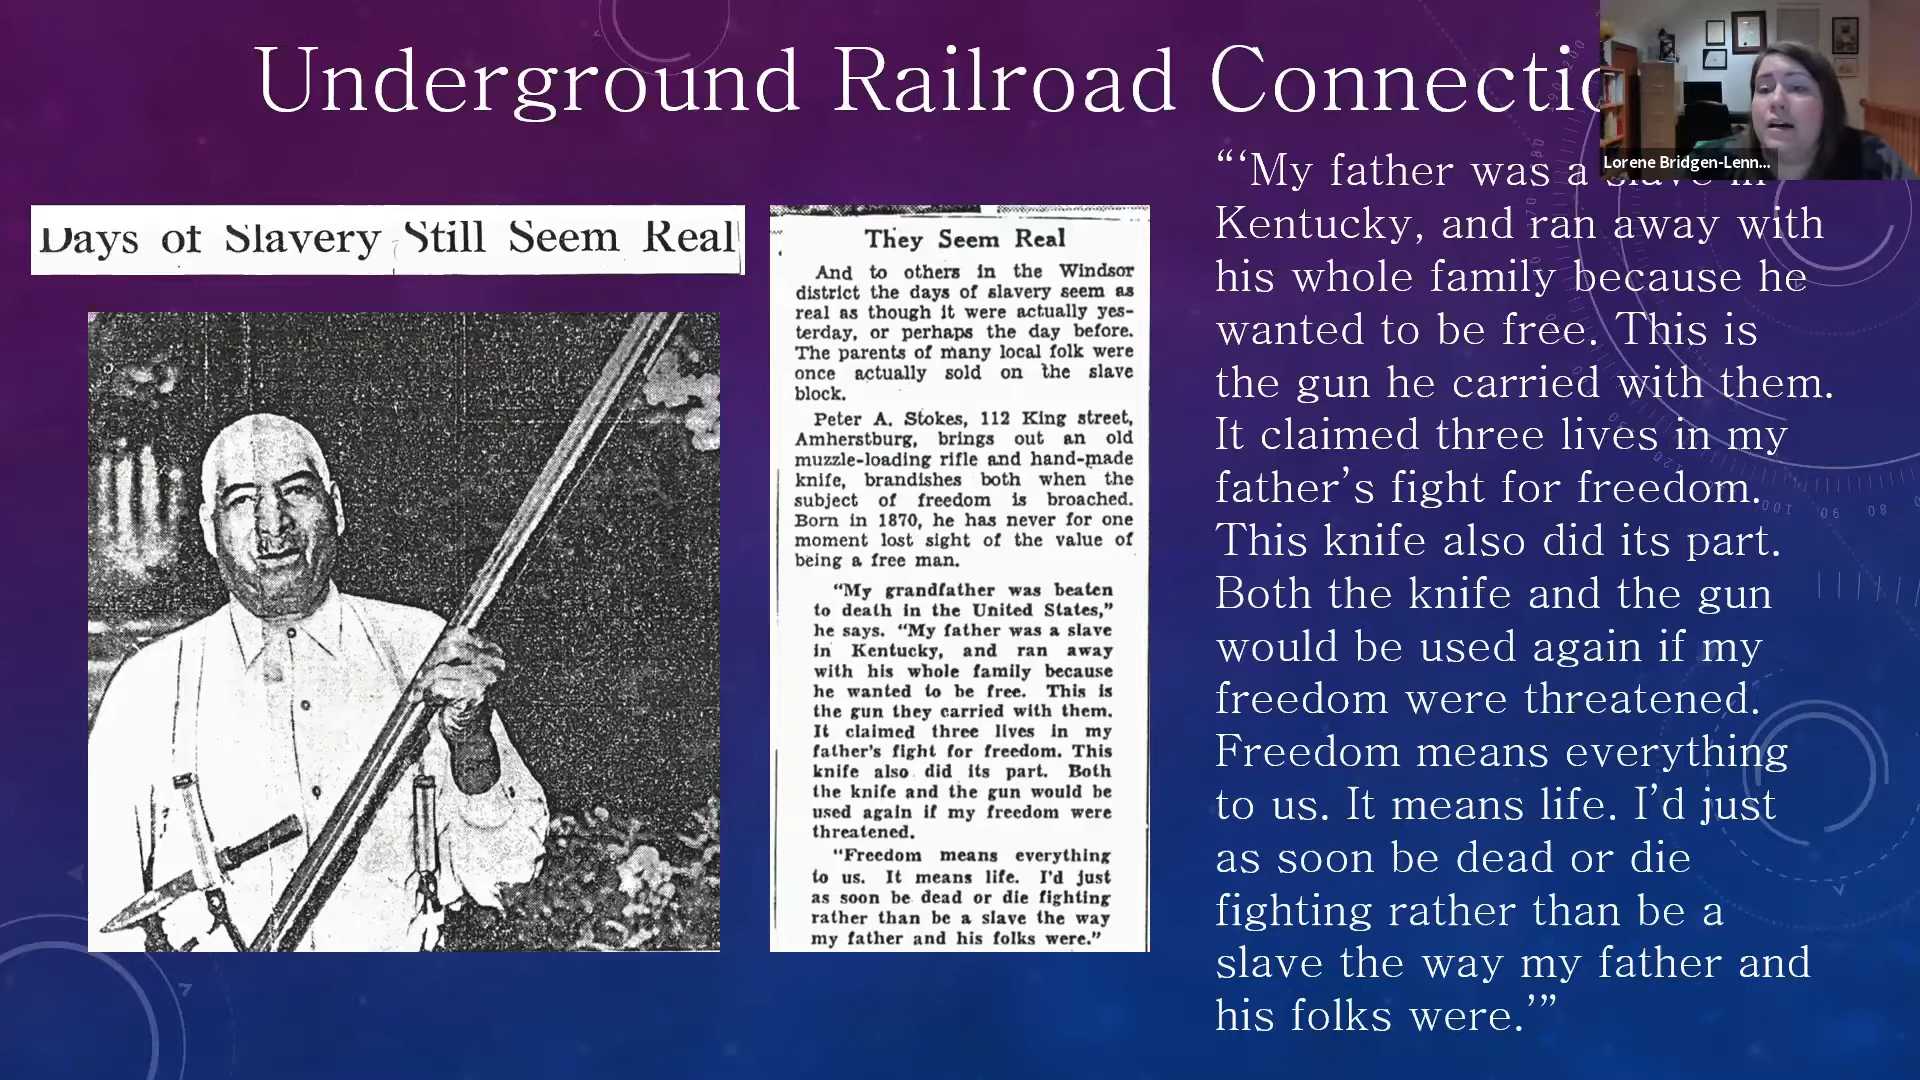 Underground Railroad Connectio
Lorene Bridgen-Lenn...
Days of Slavery Still Seem Real
They Seem Real
And to others in the Windsor
district the days of slavery seem as
real as though it were actually yes-
terday, or perhaps the day before.
The parents of many local folk were
once actually sold on the slave
block.
Peter A. Stokes, 112 King street,
Amherstburg, brings out an old
muzzle-loading rifle and hand-made
knife, brandishes both when the
subject of freedom is broached.
Born in 1870, he has never for one
moment lost sight of the value of
being a free man.
"My grandfather was beaten
to death in the United States,"
he says. "My father was a slave
in Kentucky, and ran away
with his whole family because
he wanted to be free. This is
the gun they carried with them.
It claimed three lives in my
father's fight for freedom. This
knife also did its part. Both
the knife and the gun would be
used again if my freedom were
threatened.
"Freedom means everything
to us. It means life. I'd just
as soon be dead or die fighting
rather than be a slave the way
my father and his folks were."
“‘My father was a slave in
Kentucky, and ran away with
his whole family because he
wanted to be free. This is
the gun he carried with them.
It claimed three lives in my
father’s fight for freedom.
This knife also did its part.
Both the knife and the gun
would be used again if my
freedom were threatened.
Freedom means everything
to us. It means life. I’d just
as soon be dead or die
fighting rather than be a
slave the way my father and
his folks were.’”